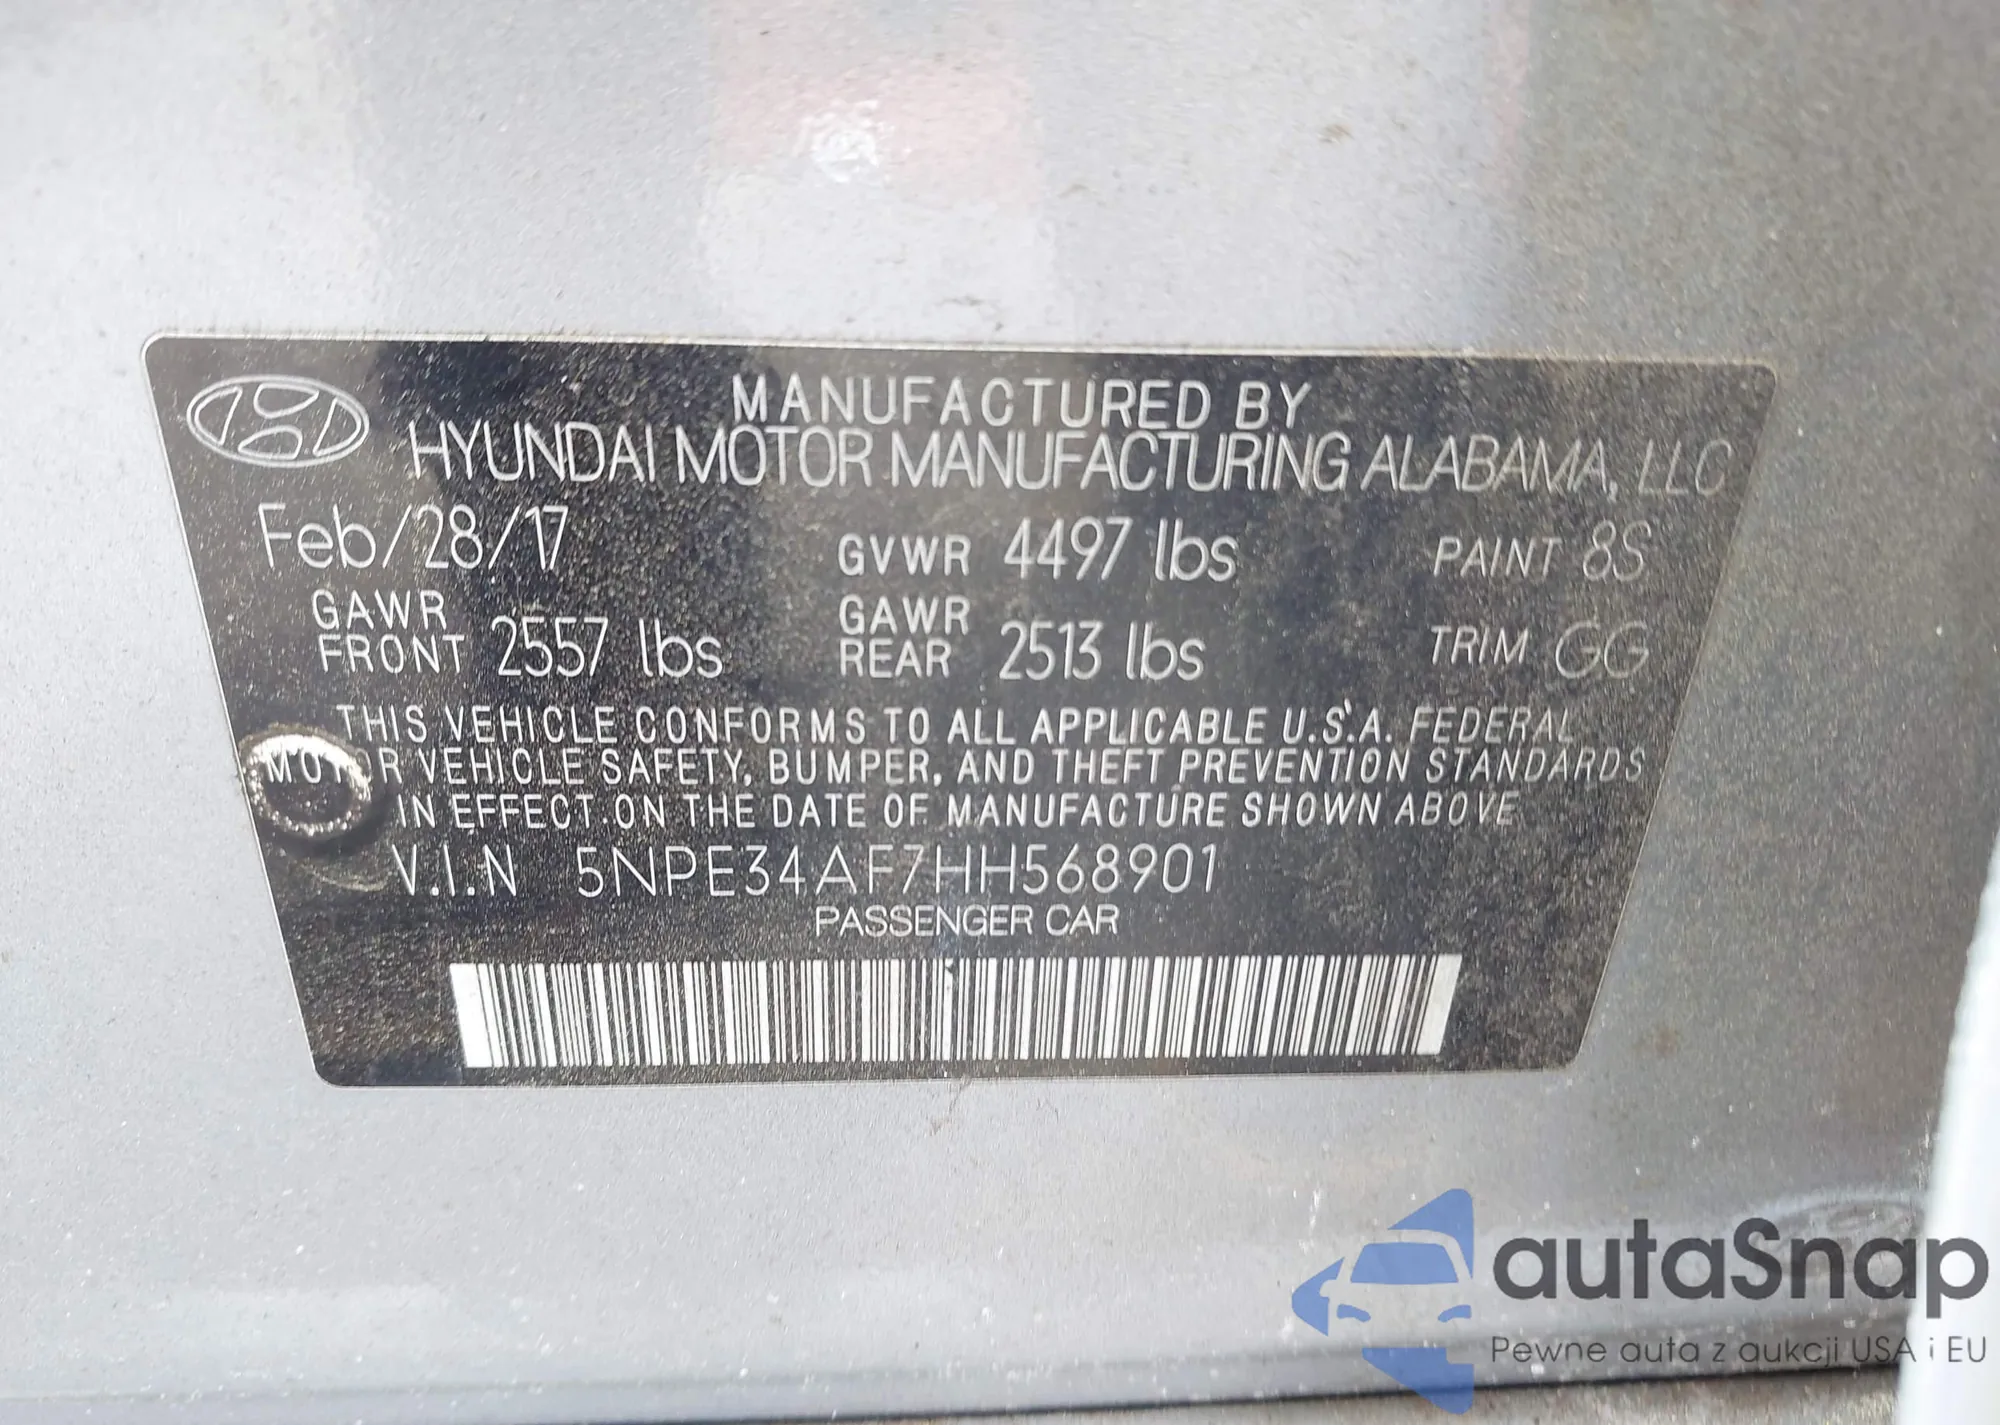 MANUFACTURED BY
HYUNDAI MOTOR MANUFACTURING ALABAMA, LLC
Feb/28/17 GVWR 4497 lbs PAINT 8S
GAWR FRONT 2557 lbs GAWR REAR 2513 lbs TRIM GG
THIS VEHICLE CONFORMS TO ALL APPLICABLE U.S.A. FEDERAL
MOTOR VEHICLE SAFETY, BUMPER, AND THEFT PREVENTION STANDARDS
IN EFFECT ON THE DATE OF MANUFACTURE SHOWN ABOVE
V.I.N 5NPE34AF7HH568901
PASSENGER CAR
autaSnap
Pewne auta z aukcji USA i EU